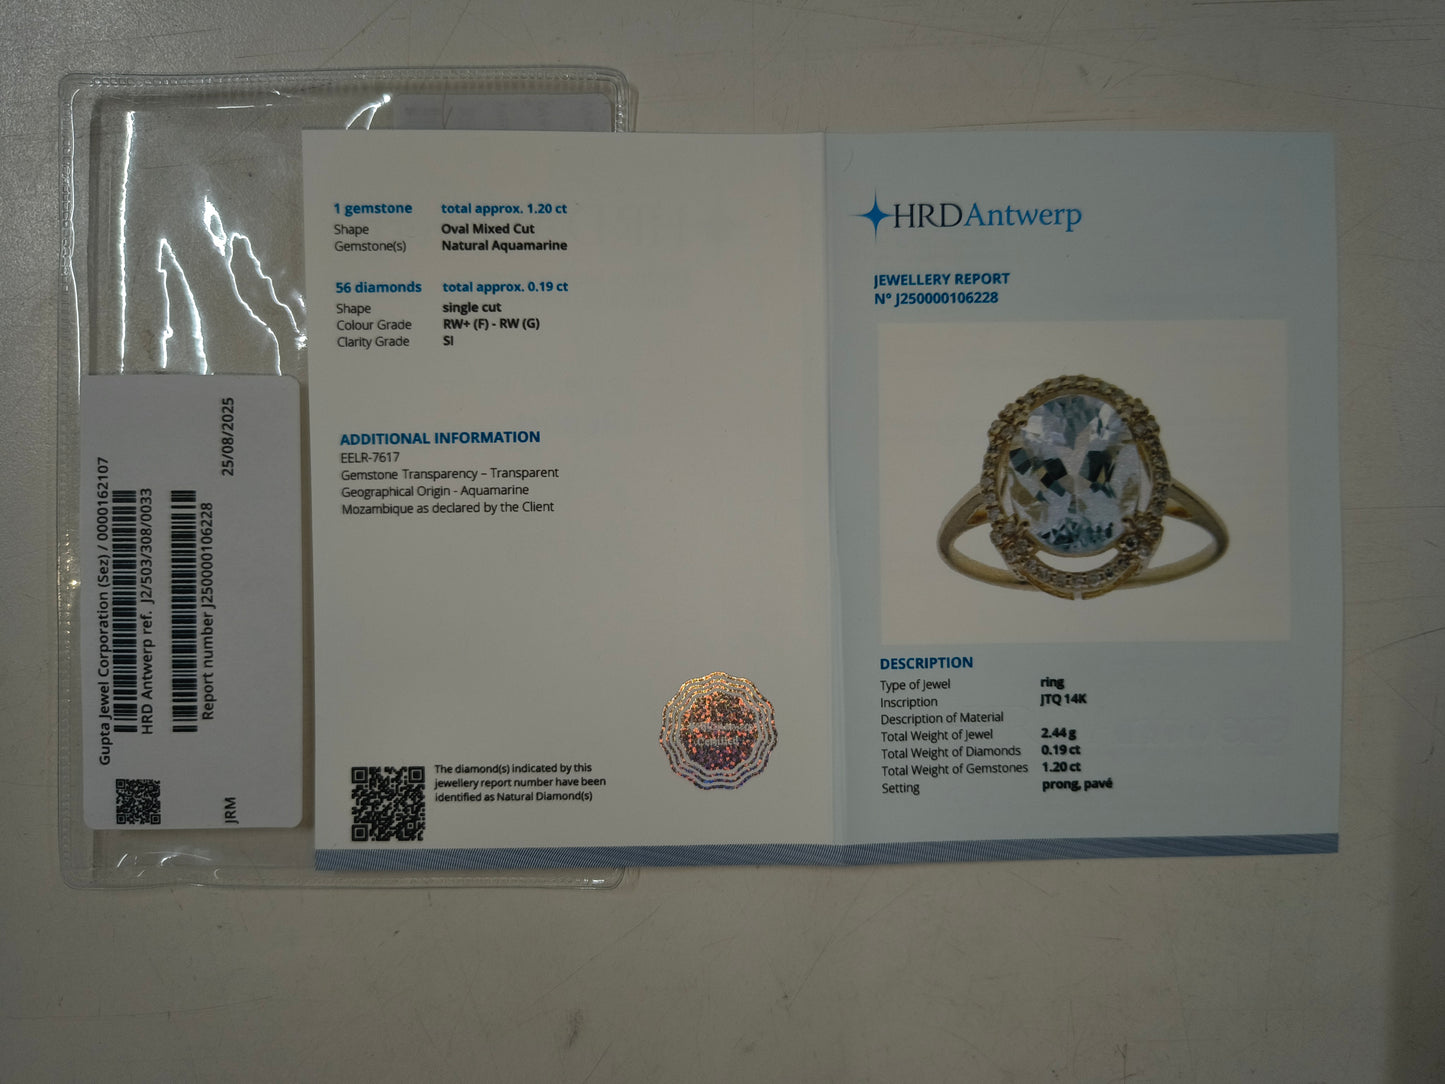 Gupta Jewel Corporation (Sez) / 0000162107
HRD Antwerp ref. J2/503/308/0033
Report number J250000106228
25/08/2025
JRM
1 gemstone total approx. 1.20 ct
Shape Oval Mixed Cut
Gemstone(s) Natural Aquamarine
56 diamonds total approx. 0.19 ct
Shape single cut
Colour Grade RW+ (F) - RW (G)
Clarity Grade SI
ADDITIONAL INFORMATION
EELR-7617
Gemstone Transparency – Transparent
Geographical Origin - Aquamarine
Mozambique as declared by the Client
The diamond(s) indicated by this
jewellery report number have been
identified as Natural Diamond(s)
HRDAntwerp
JEWELLERY REPORT
N° J250000106228
DESCRIPTION
Type of Jewel ring
Inscription JTQ 14K
Description of Material
Total Weight of Jewel 2.44 g
Total Weight of Diamonds 0.19 ct
Total Weight of Gemstones 1.20 ct
Setting prong, pavé